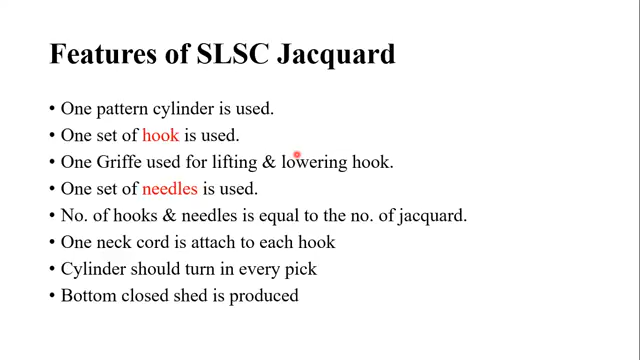 Features of SLSC Jacquard
• One pattern cylinder is used.
• One set of hook is used.
• One Griffe used for lifting & lowering hook.
• One set of needles is used.
• No. of hooks & needles is equal to the no. of jacquard.
• One neck cord is attach to each hook
• Cylinder should turn in every pick
• Bottom closed shed is produced